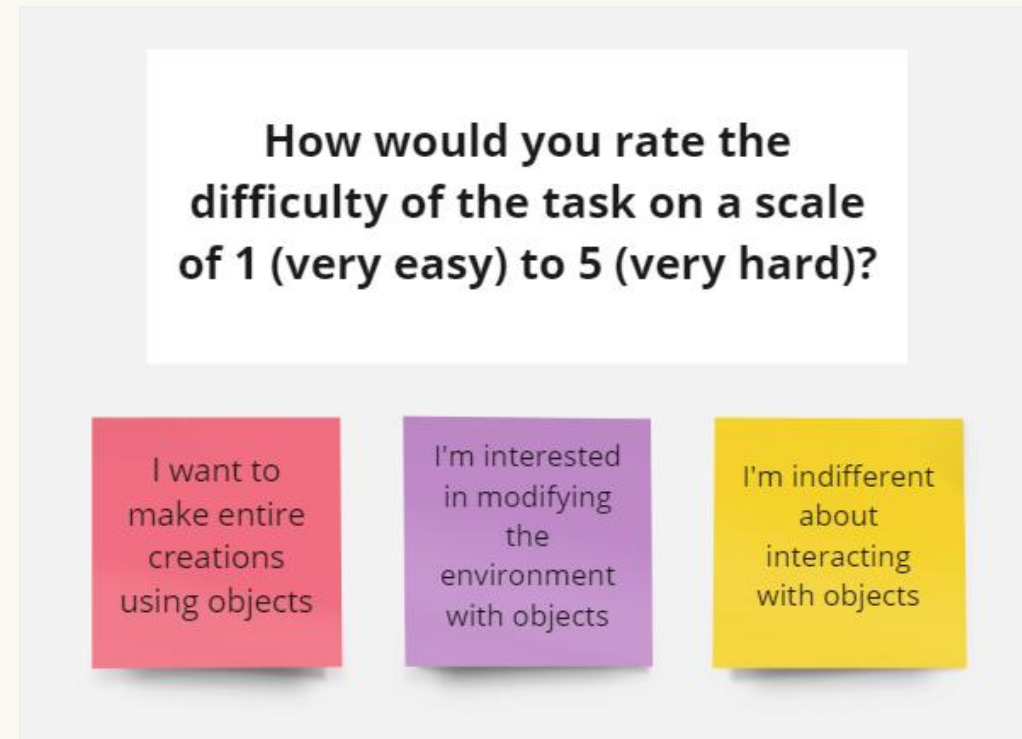 How would you rate the
difficulty of the task on a scale
of 1 (very easy) to 5 (very hard)?
I want to
make entire
creations
using objects
I'm interested
in modifying
the
environment
with objects
I'm indifferent
about
interacting
with objects